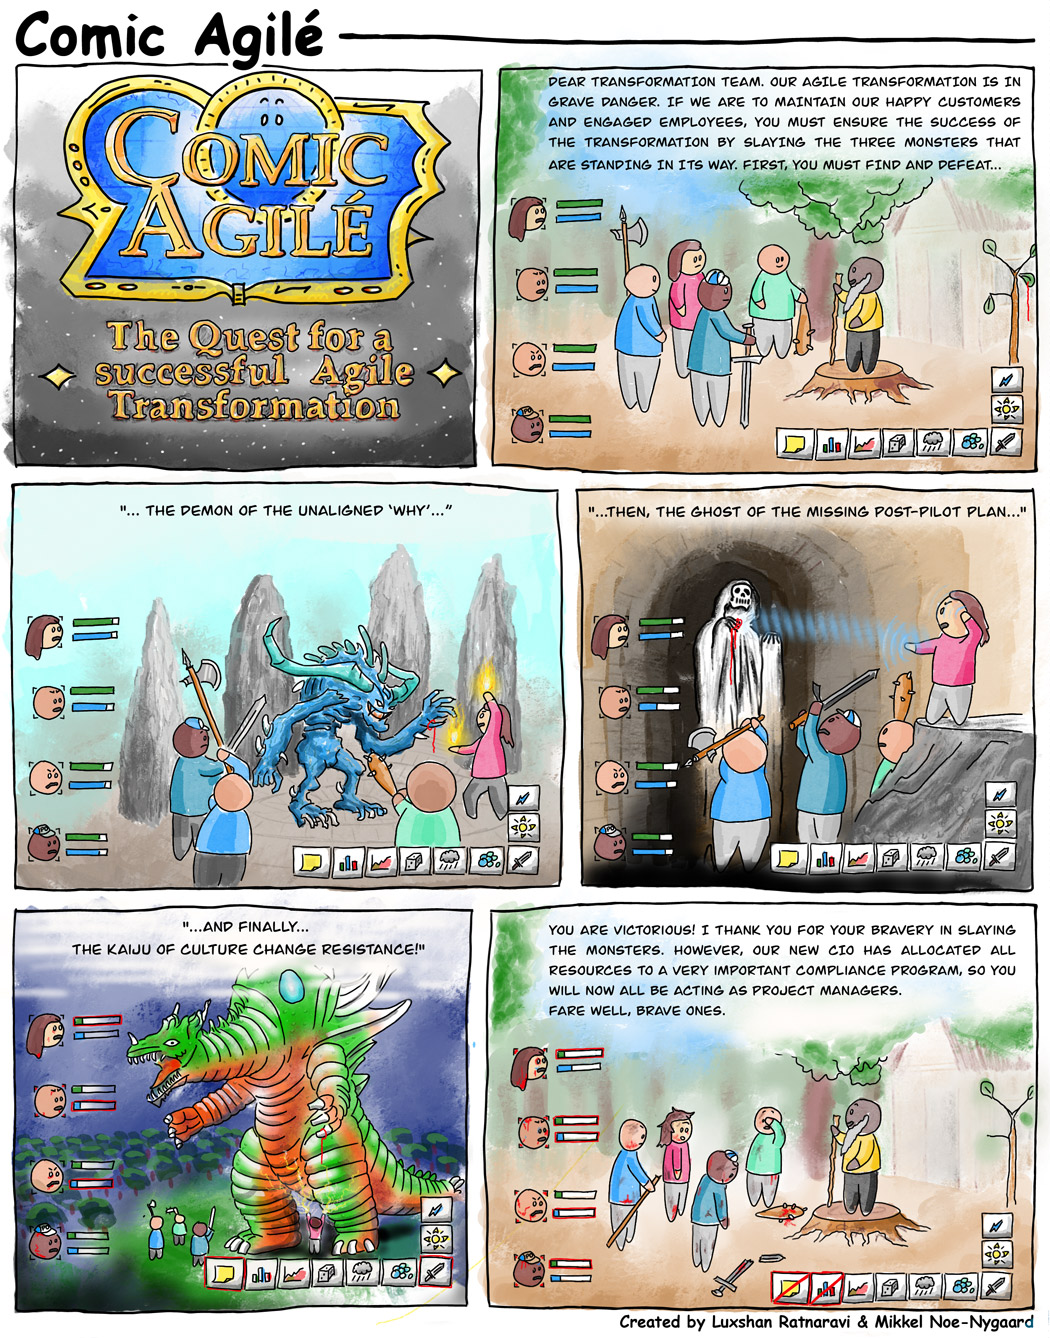 Comic Agilé
COMIC
AGILÉ
The Quest for a
successful Agile
Transformation
DEAR TRANSFORMATION TEAM. OUR AGILE TRANSFORMATION IS IN
GRAVE DANGER. IF WE ARE TO MAINTAIN OUR HAPPY CUSTOMERS
AND ENGAGED EMPLOYEES, YOU MUST ENSURE THE SUCCESS OF
THE TRANSFORMATION BY SLAYING THE THREE MONSTERS THAT
ARE STANDING IN ITS WAY. FIRST, YOU MUST FIND AND DEFEAT...
"... THE DEMON OF THE UNALIGNED 'WHY'..."
"...THEN, THE GHOST OF THE MISSING POST-PILOT PLAN..."
"...AND FINALLY...
THE KAIJU OF CULTURE CHANGE RESISTANCE!"
YOU ARE VICTORIOUS! I THANK YOU FOR YOUR BRAVERY IN SLAYING
THE MONSTERS. HOWEVER, OUR NEW CIO HAS ALLOCATED ALL
RESOURCES TO A VERY IMPORTANT COMPLIANCE PROGRAM, SO YOU
WILL NOW ALL BE ACTING AS PROJECT MANAGERS.
FARE WELL, BRAVE ONES.
Created by Luxshan Ratnaravi & Mikkel Noe-Nygaard